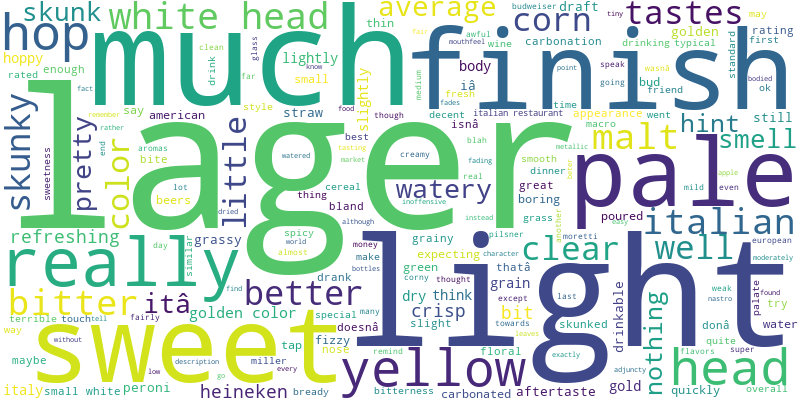 skunk
white head
average
draft
budweiser
tiny
tastes
may
hop
much
thin
awful
wine
corn
carbonation
rating
first
hoppy
clean
drink
glass
lightly
know
mouthfeel
drinking
golden
typical
standard
finish
rated
enough
far
small
slightly
body
speak
wasnâ
bud
ok
bodied
fact
style
medium
iâ
fresh
point
going
friend
skunky
say
american
straw
food
though
decent
fades
italian restaurant
time
appearance
went
hint
still
remember
lager
isnâ
macro
malt
smell
sweetness
pretty
rather
end
aromas
bite
color
little
best
tasting
market
blah
real
smooth
metallic
dinner
pale
lot
beers
watered
thing
bland
creamy
cereal
watery
fading
great
boring
mild
apple
even
dried
although
inoffensive
instead
grass
poured
easy
refreshing
day
similar
grassy
spicy
world
almost
money
make
bottles
grainy
expecting
green
corny
thought
pilsner
moretti
character
another
clear
italian
well
european
moderately
really
find
drank
many
thatâ
grain
except
light
last
weak
nastro
palate
found
try
bitter
itâ
better
special
dry
think
crisp
bit
drinkable
nothing
donâ
water
way
terrible
touch
tell
golden color
fairly
doesnâ
slight
towards
skunked
quite
maybe
without
sweet
tap
fizzy
nose
remind
floral
leaves
exactly
flavors
super
low
description
miller
every
yellow
adjuncty
head
italy
small white
peroni
go
heineken
bready
bitterness
carbonated
aftertaste
gold
quickly
overall